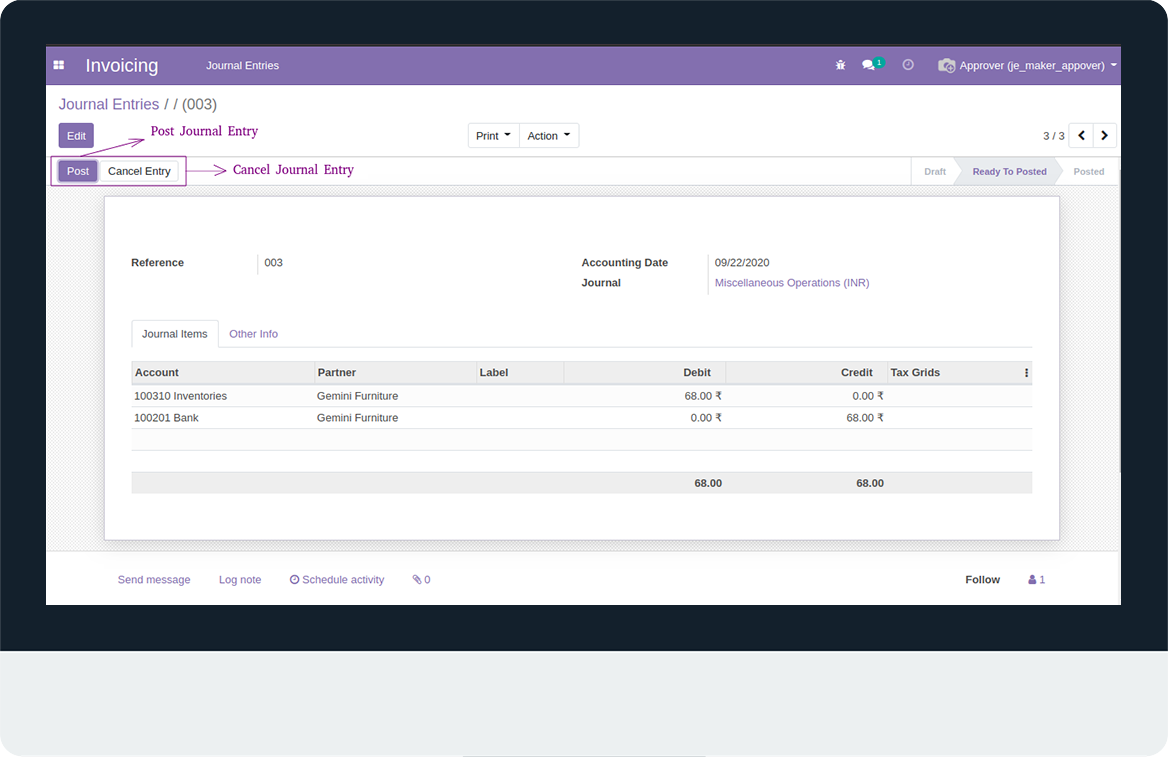 Invoicing Journal Entries 1 Approver (je_maker_appover)
Journal Entries / / (003)
Edit Post Journal Entry Print Action 3 / 3
Post Cancel Entry Cancel Journal Entry Draft Ready To Posted Posted
Reference 003 Accounting Date 09/22/2020
Journal Miscellaneous Operations (INR)
Journal Items Other Info
Account Partner Label Debit Credit Tax Grids
100310 Inventories Gemini Furniture 68.00 ₹ 0.00 ₹
100201 Bank Gemini Furniture 0.00 ₹ 68.00 ₹
68.00 68.00
Send message Log note Schedule activity 0 Follow 1